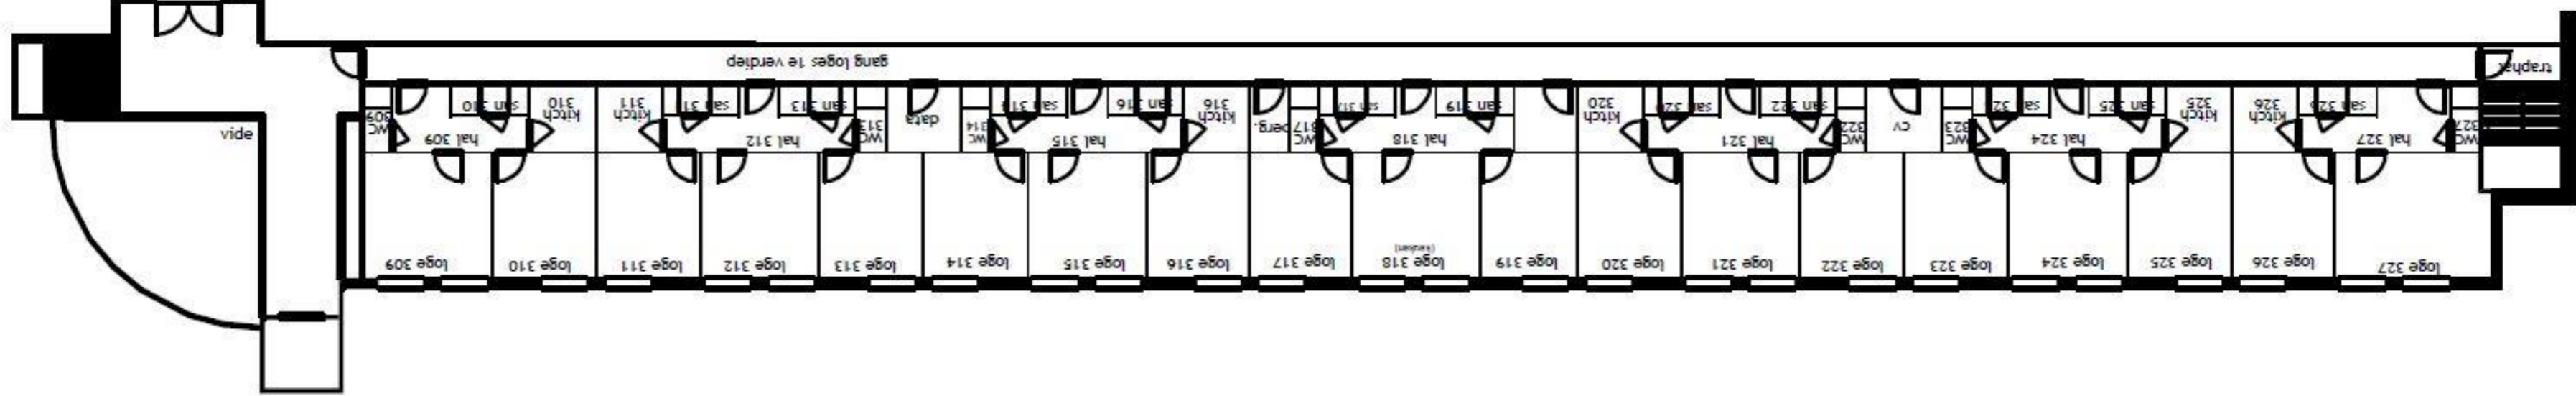 gang loges 1e verdiep
traphal
vide
WC 309
san 310
kitch 310
kitch 311
san 311
san 313
WC 313
data
WC 314
san 314
san 316
kitch 316
berg.
WC 317
san 317
san 319
kitch 320
san 320
san 322
WC 322
cv
WC 323
san 323
san 325
kitch 325
kitch 326
san 326
WC 327
hal 309
hal 312
hal 315
hal 318
hal 321
hal 324
hal 327
loge 309
loge 310
loge 311
loge 312
loge 313
loge 314
loge 315
loge 316
loge 317
loge 318
loge 319
loge 320
loge 321
loge 322
loge 323
loge 324
loge 325
loge 326
loge 327